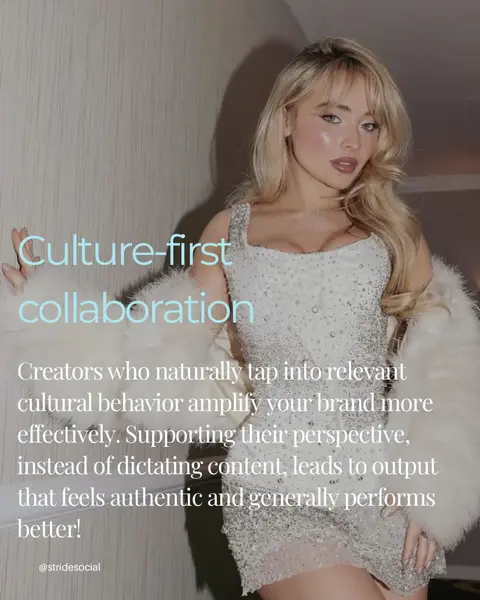 Culture-first
collaboration
Creators who naturally tap into relevant
cultural behavior amplify your brand more
effectively. Supporting their perspective,
instead of dictating content, leads to output
that feels authentic and generally performs
better!
@stridesocial